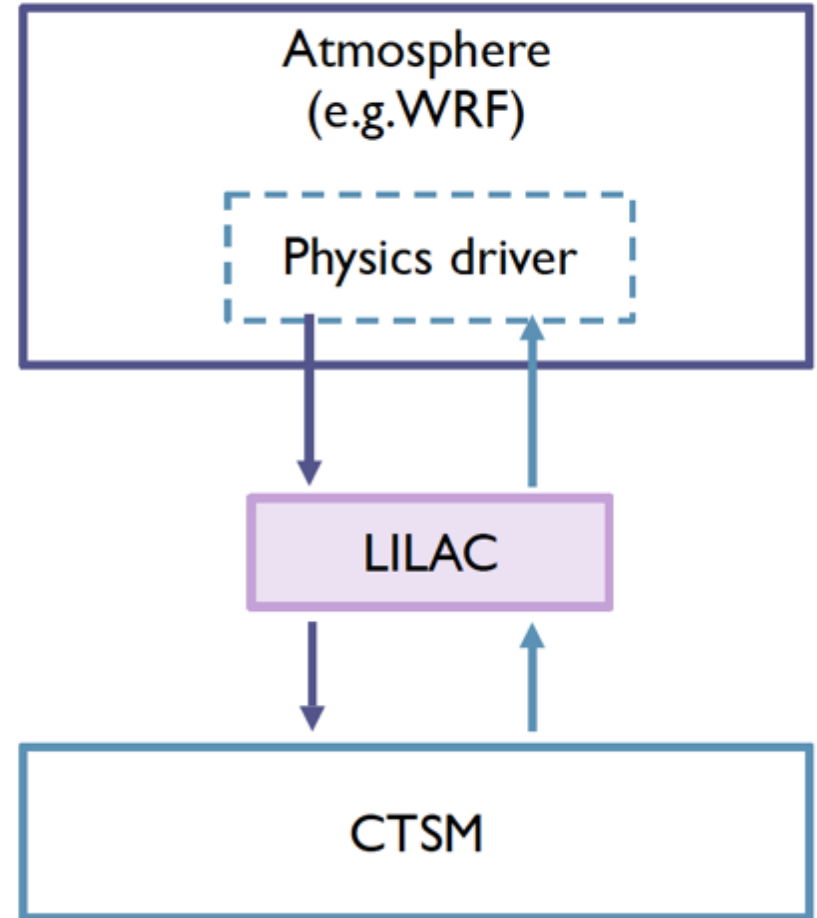 Atmosphere
(e.g. WRF)
Physics driver
LILAC
CTSM